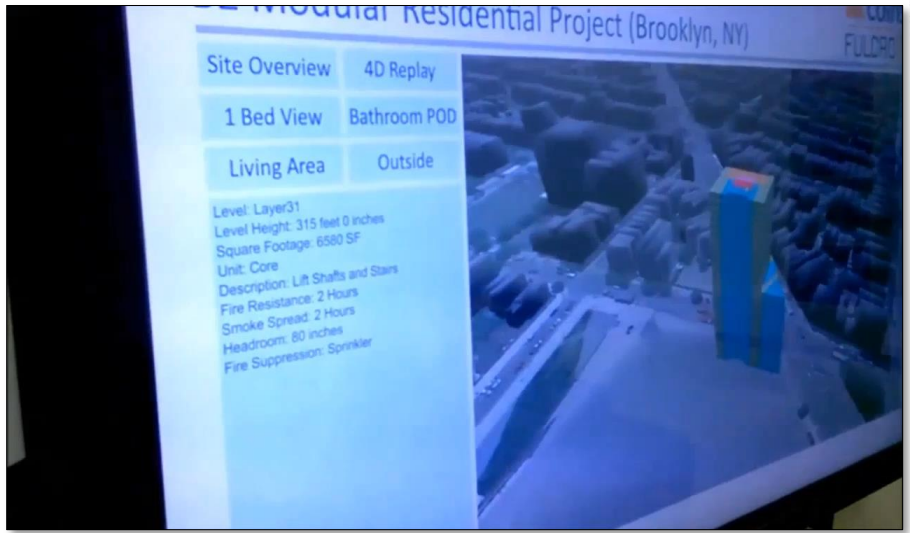 Modular Residential Project (Brooklyn, NY)
Site Overview
4D Replay
1 Bed View
Bathroom POD
Living Area
Outside
Level: Layer31
Level Height: 315 feet 0 inches
Square Footage: 6580 SF
Unit: Core
Description: Lift Shafts and Stairs
Fire Resistance: 2 Hours
Smoke Spread: 2 Hours
Headroom: 80 inches
Fire Suppression: Sprinkler